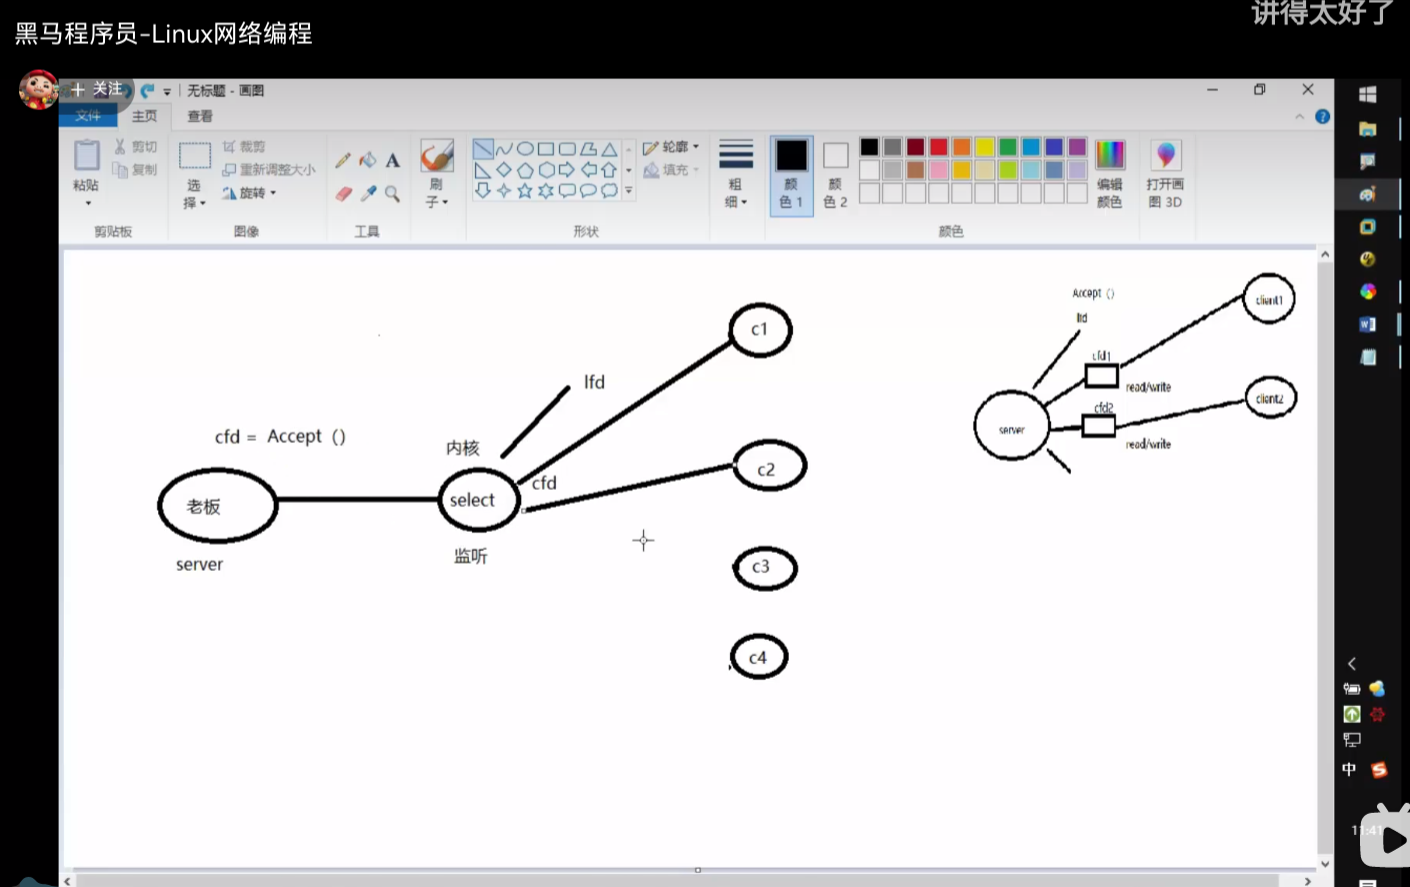 讲得太好了
黑马程序员-Linux网络编程
+ 关注
无标题 - 画图
文件
主页
查看
粘贴
剪切
复制
剪贴板
选择
裁剪
重新调整大小
旋转
图像
A
工具
刷子
形状
轮廓
填充
粗细
颜色 1
颜色 2
编辑颜色
颜色
打开画图 3D
cfd = Accept ()
老板
server
内核
select
监听
lfd
cfd
c1
c2
c3
c4
Accept ()
lfd
cfd1
read/write
client1
server
cfd2
read/write
client2
中
11:41